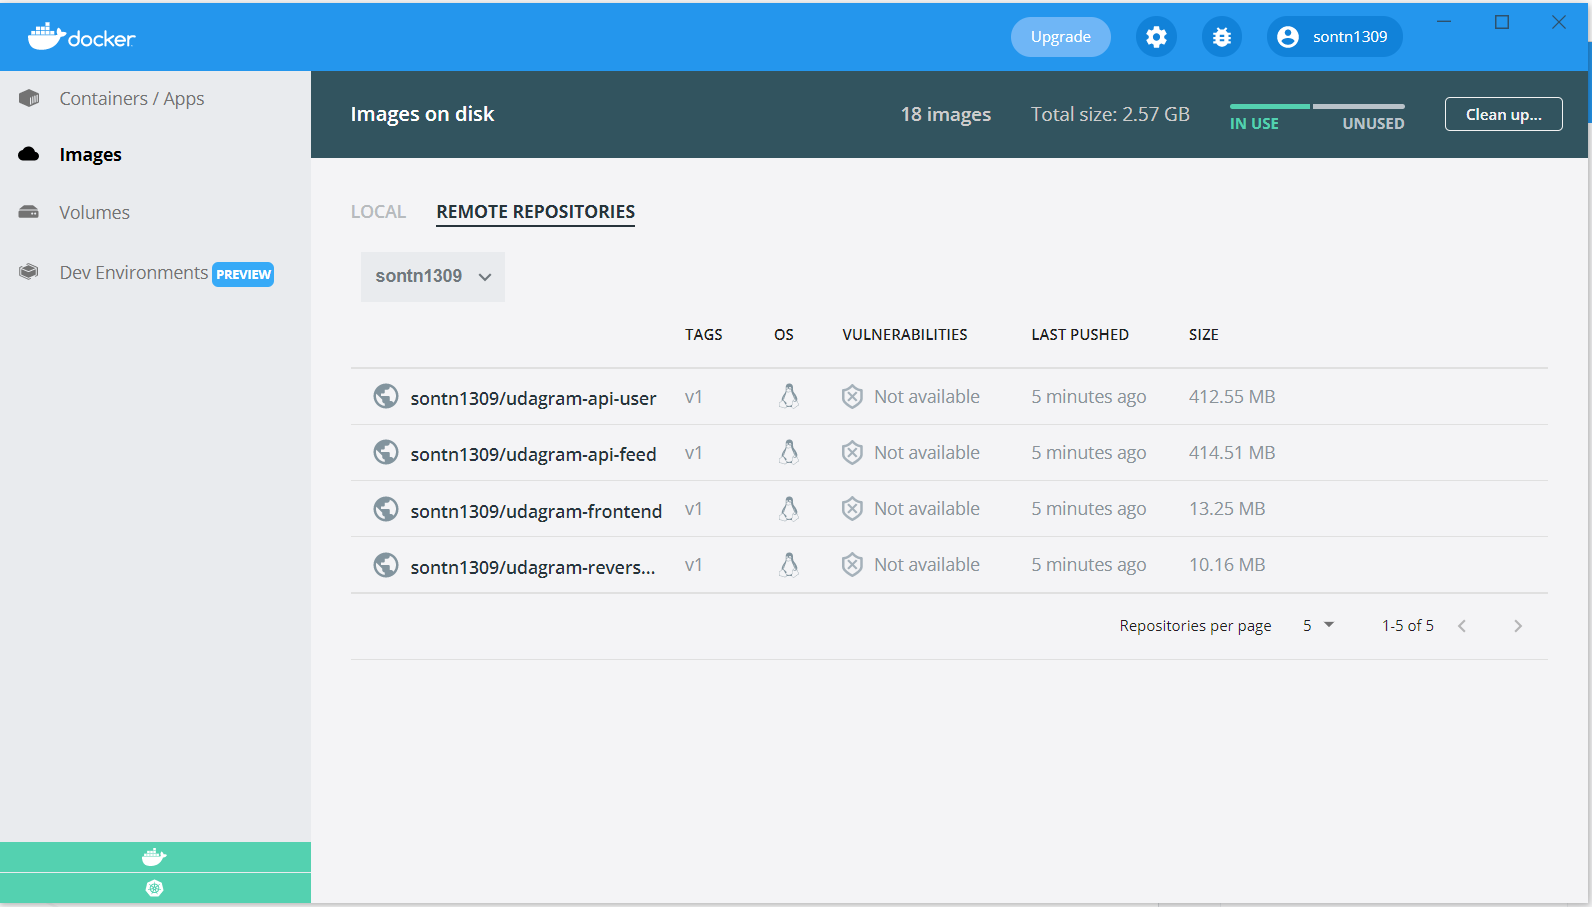 docker
Upgrade
sontn1309
Containers / Apps
Images
Volumes
Dev Environments PREVIEW
Images on disk
18 images
Total size: 2.57 GB
IN USE
UNUSED
Clean up...
LOCAL
REMOTE REPOSITORIES
sontn1309
TAGS OS VULNERABILITIES LAST PUSHED SIZE
sontn1309/udagram-api-user v1 Not available 5 minutes ago 412.55 MB
sontn1309/udagram-api-feed v1 Not available 5 minutes ago 414.51 MB
sontn1309/udagram-frontend v1 Not available 5 minutes ago 13.25 MB
sontn1309/udagram-revers... v1 Not available 5 minutes ago 10.16 MB
Repositories per page 5 1-5 of 5